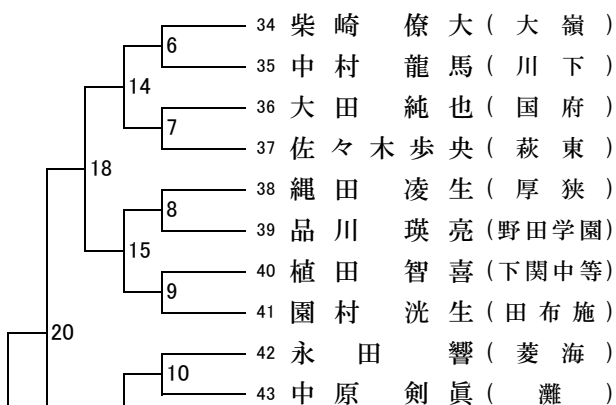 34 柴崎 僚大 (大嶺)
6
35 中村 龍馬 (川下)
14
36 大田 純也 (国府)
7
37 佐々木歩央 (萩東)
18
38 縄田 凌生 (厚狭)
8
39 品川 瑛亮 (野田学園)
15
40 植田 智喜 (下関中等)
9
41 園村 洸生 (田布施)
20
42 永田 響 (菱海)
10
43 中原 剣眞 (灘)